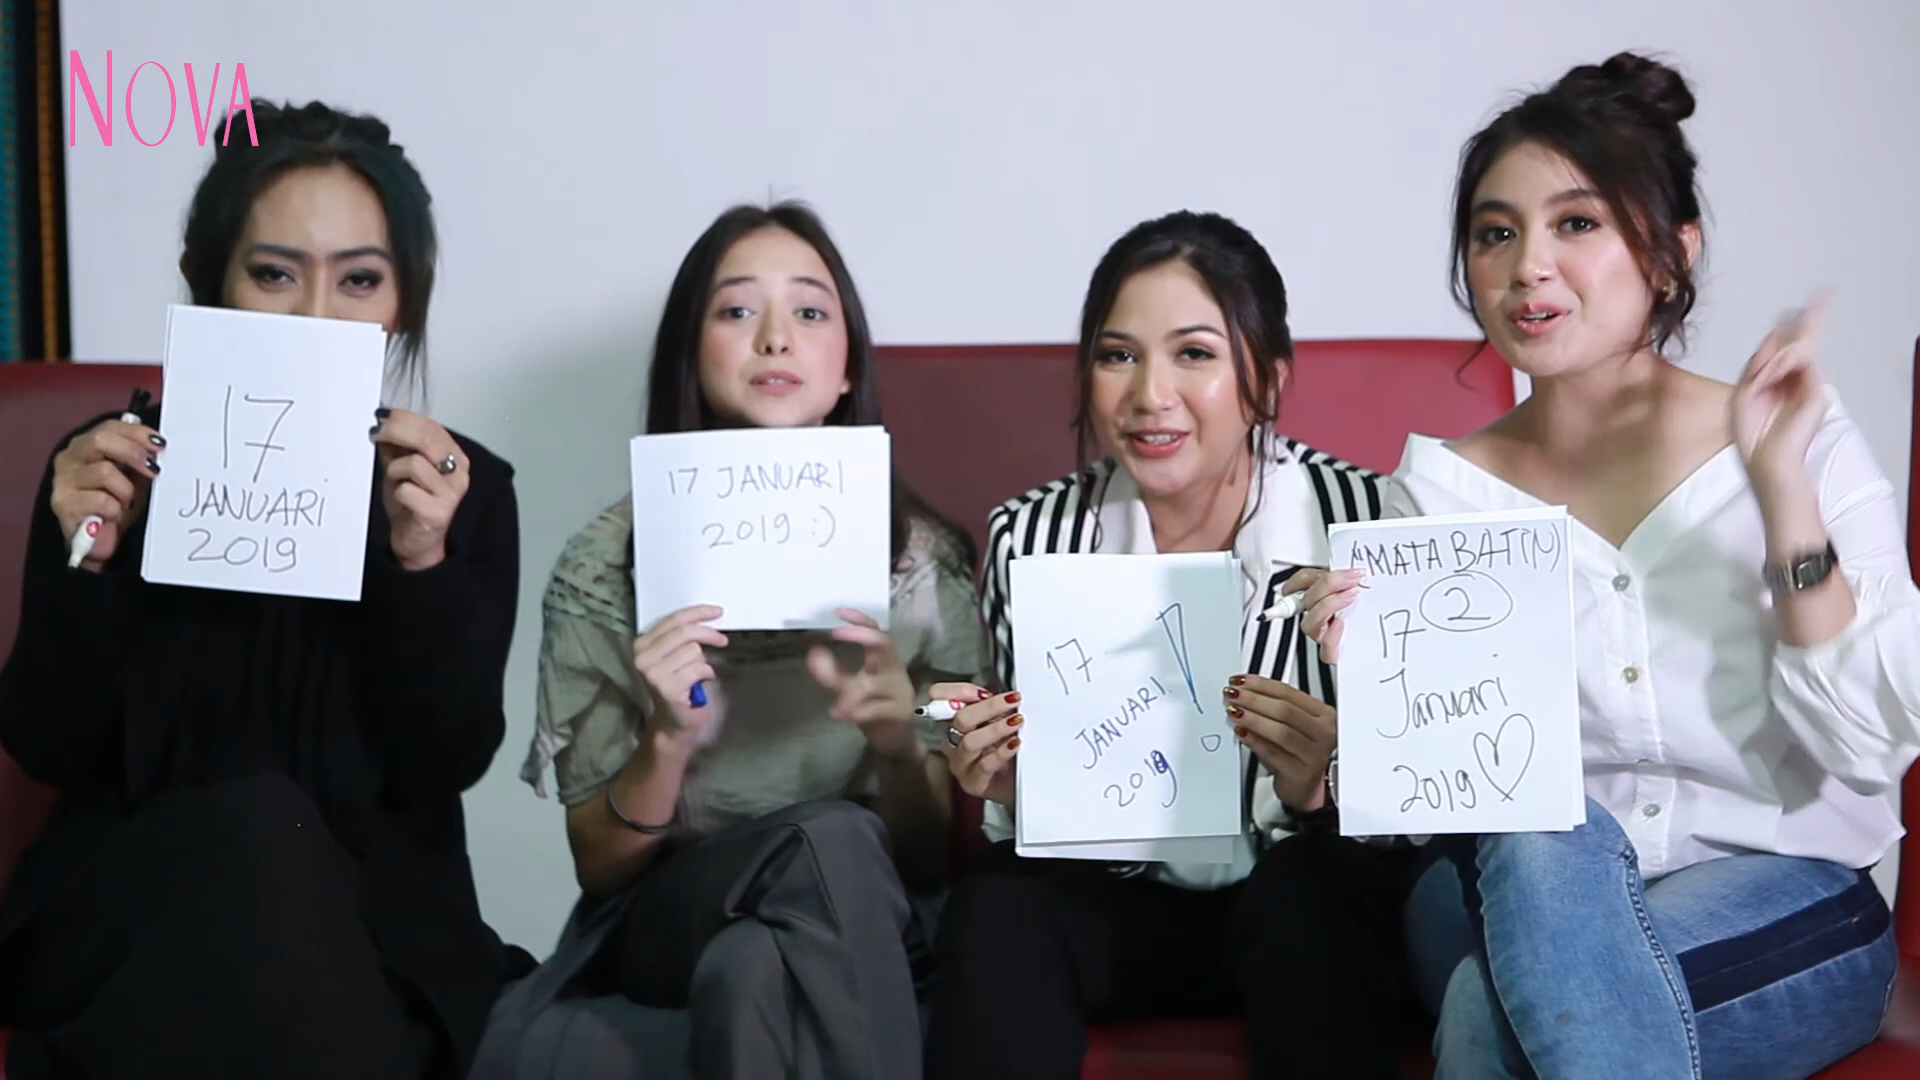 NOVA
17
JANUARI
2019
17 JANUARI
2019 :)
17
JANUARI !
2019
(MATA BATIN)
2
17
Januari
2019 ♡